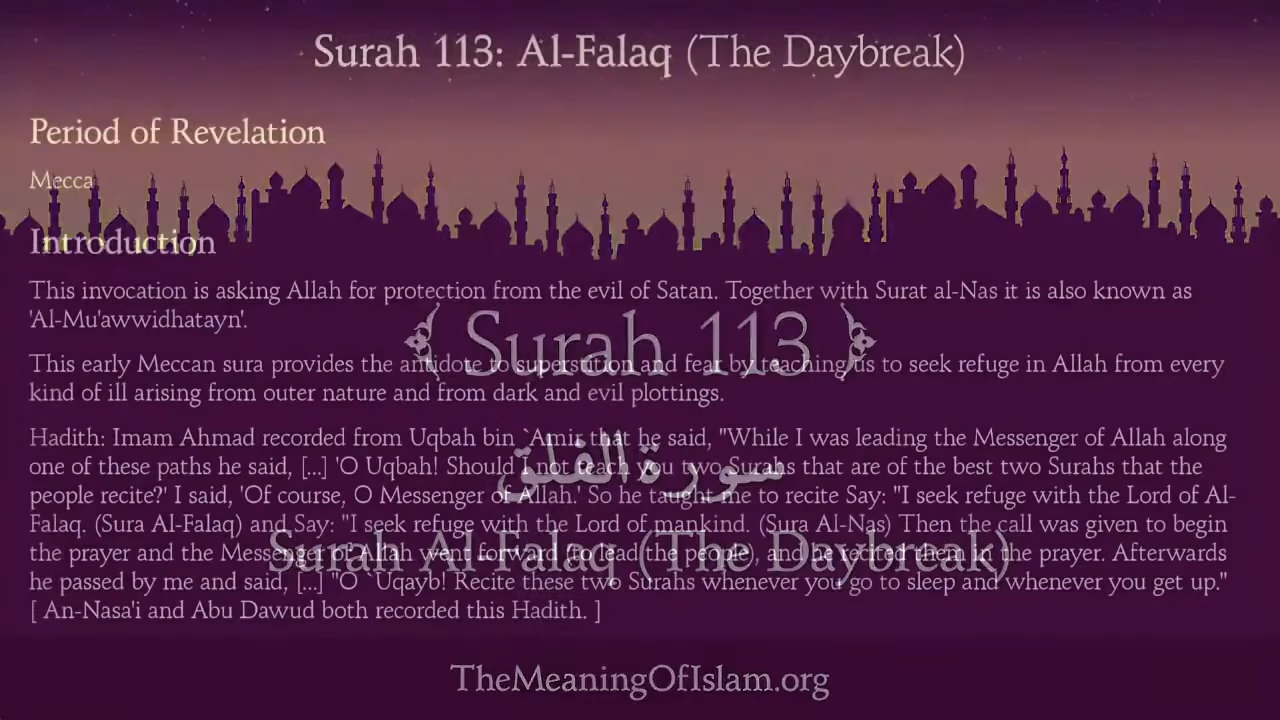 Surah 113: Al-Falaq (The Daybreak)
Period of Revelation
Mecca
Introduction
This invocation is asking Allah for protection from the evil of Satan. Together with Surat al-Nas it is also known as
'Al-Mu'awwidhatayn'.
﴾ Surah 113 ﴿
This early Meccan sura provides the antidote to superstition and fear by teaching us to seek refuge in Allah from every
kind of ill arising from outer nature and from dark and evil plottings.
Hadith: Imam Ahmad recorded from Uqbah bin `Amir that he said, "While I was leading the Messenger of Allah along
one of these paths he said, [...] 'O Uqbah! Should I not teach you two Surahs that are of the best two Surahs that the
سورة الفلق
people recite?' I said, 'Of course, O Messenger of Allah.' So he taught me to recite Say: "I seek refuge with the Lord of Al-
Falaq. (Sura Al-Falaq) and Say: "I seek refuge with the Lord of mankind. (Sura Al-Nas) Then the call was given to begin
the prayer and the Messenger of Allah went forward (to lead the people), and he recited them in the prayer. Afterwards
Surah Al-Falaq (The Daybreak)
he passed by me and said, [...] "O `Uqayb! Recite these two Surahs whenever you go to sleep and whenever you get up."
[ An-Nasa'i and Abu Dawud both recorded this Hadith. ]
TheMeaningOfIslam.org